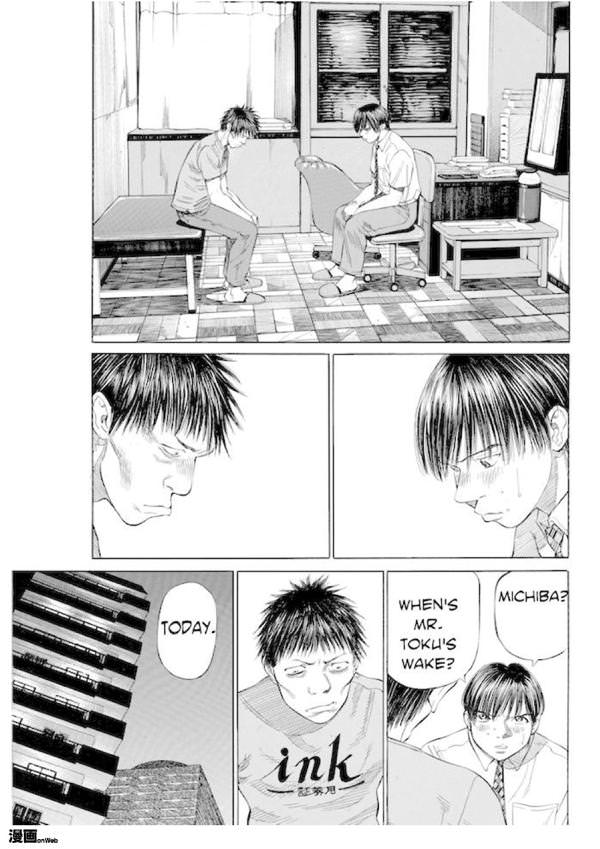 MICHIBA?
WHEN'S
MR.
TOKU'S
WAKE?
ink
TODAY.
漫画onWeb